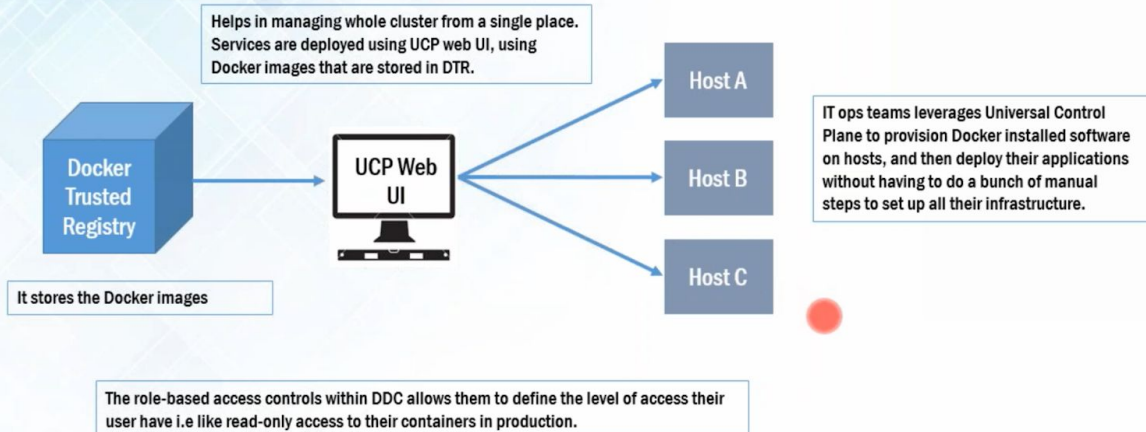 Helps in managing whole cluster from a single place.
Services are deployed using UCP web UI, using
Docker images that are stored in DTR.
Docker
Trusted
Registry
UCP Web
UI
Host A
Host B
Host C
IT ops teams leverages Universal Control
Plane to provision Docker installed software
on hosts, and then deploy their applications
without having to do a bunch of manual
steps to set up all their infrastructure.
It stores the Docker images
The role-based access controls within DDC allows them to define the level of access their
user have i.e like read-only access to their containers in production.